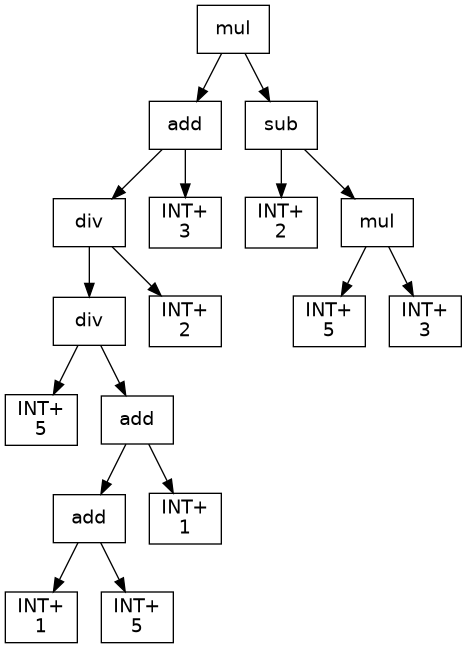 mul
add
sub
div
INT+
3
INT+
2
mul
div
INT+
2
INT+
5
INT+
3
INT+
5
add
add
INT+
1
INT+
1
INT+
5